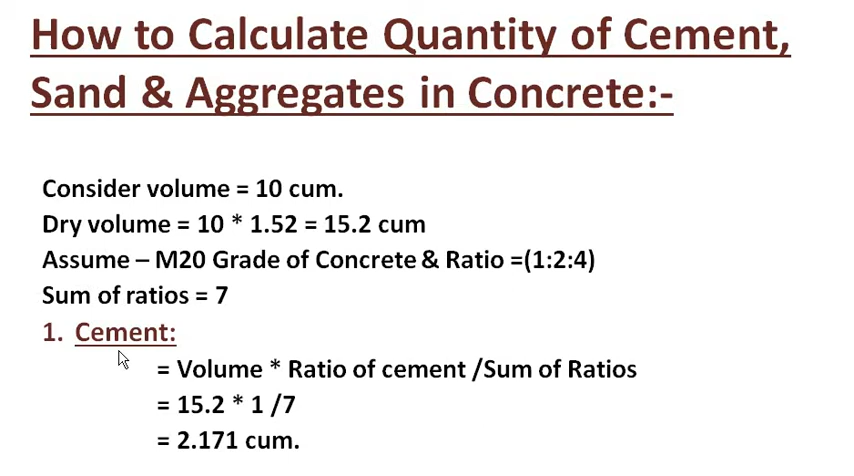 How to Calculate Quantity of Cement,
Sand & Aggregates in Concrete:-
Consider volume = 10 cum.
Dry volume = 10 * 1.52 = 15.2 cum
Assume – M20 Grade of Concrete & Ratio =(1:2:4)
Sum of ratios = 7
1. Cement:
= Volume * Ratio of cement /Sum of Ratios
= 15.2 * 1 /7
= 2.171 cum.